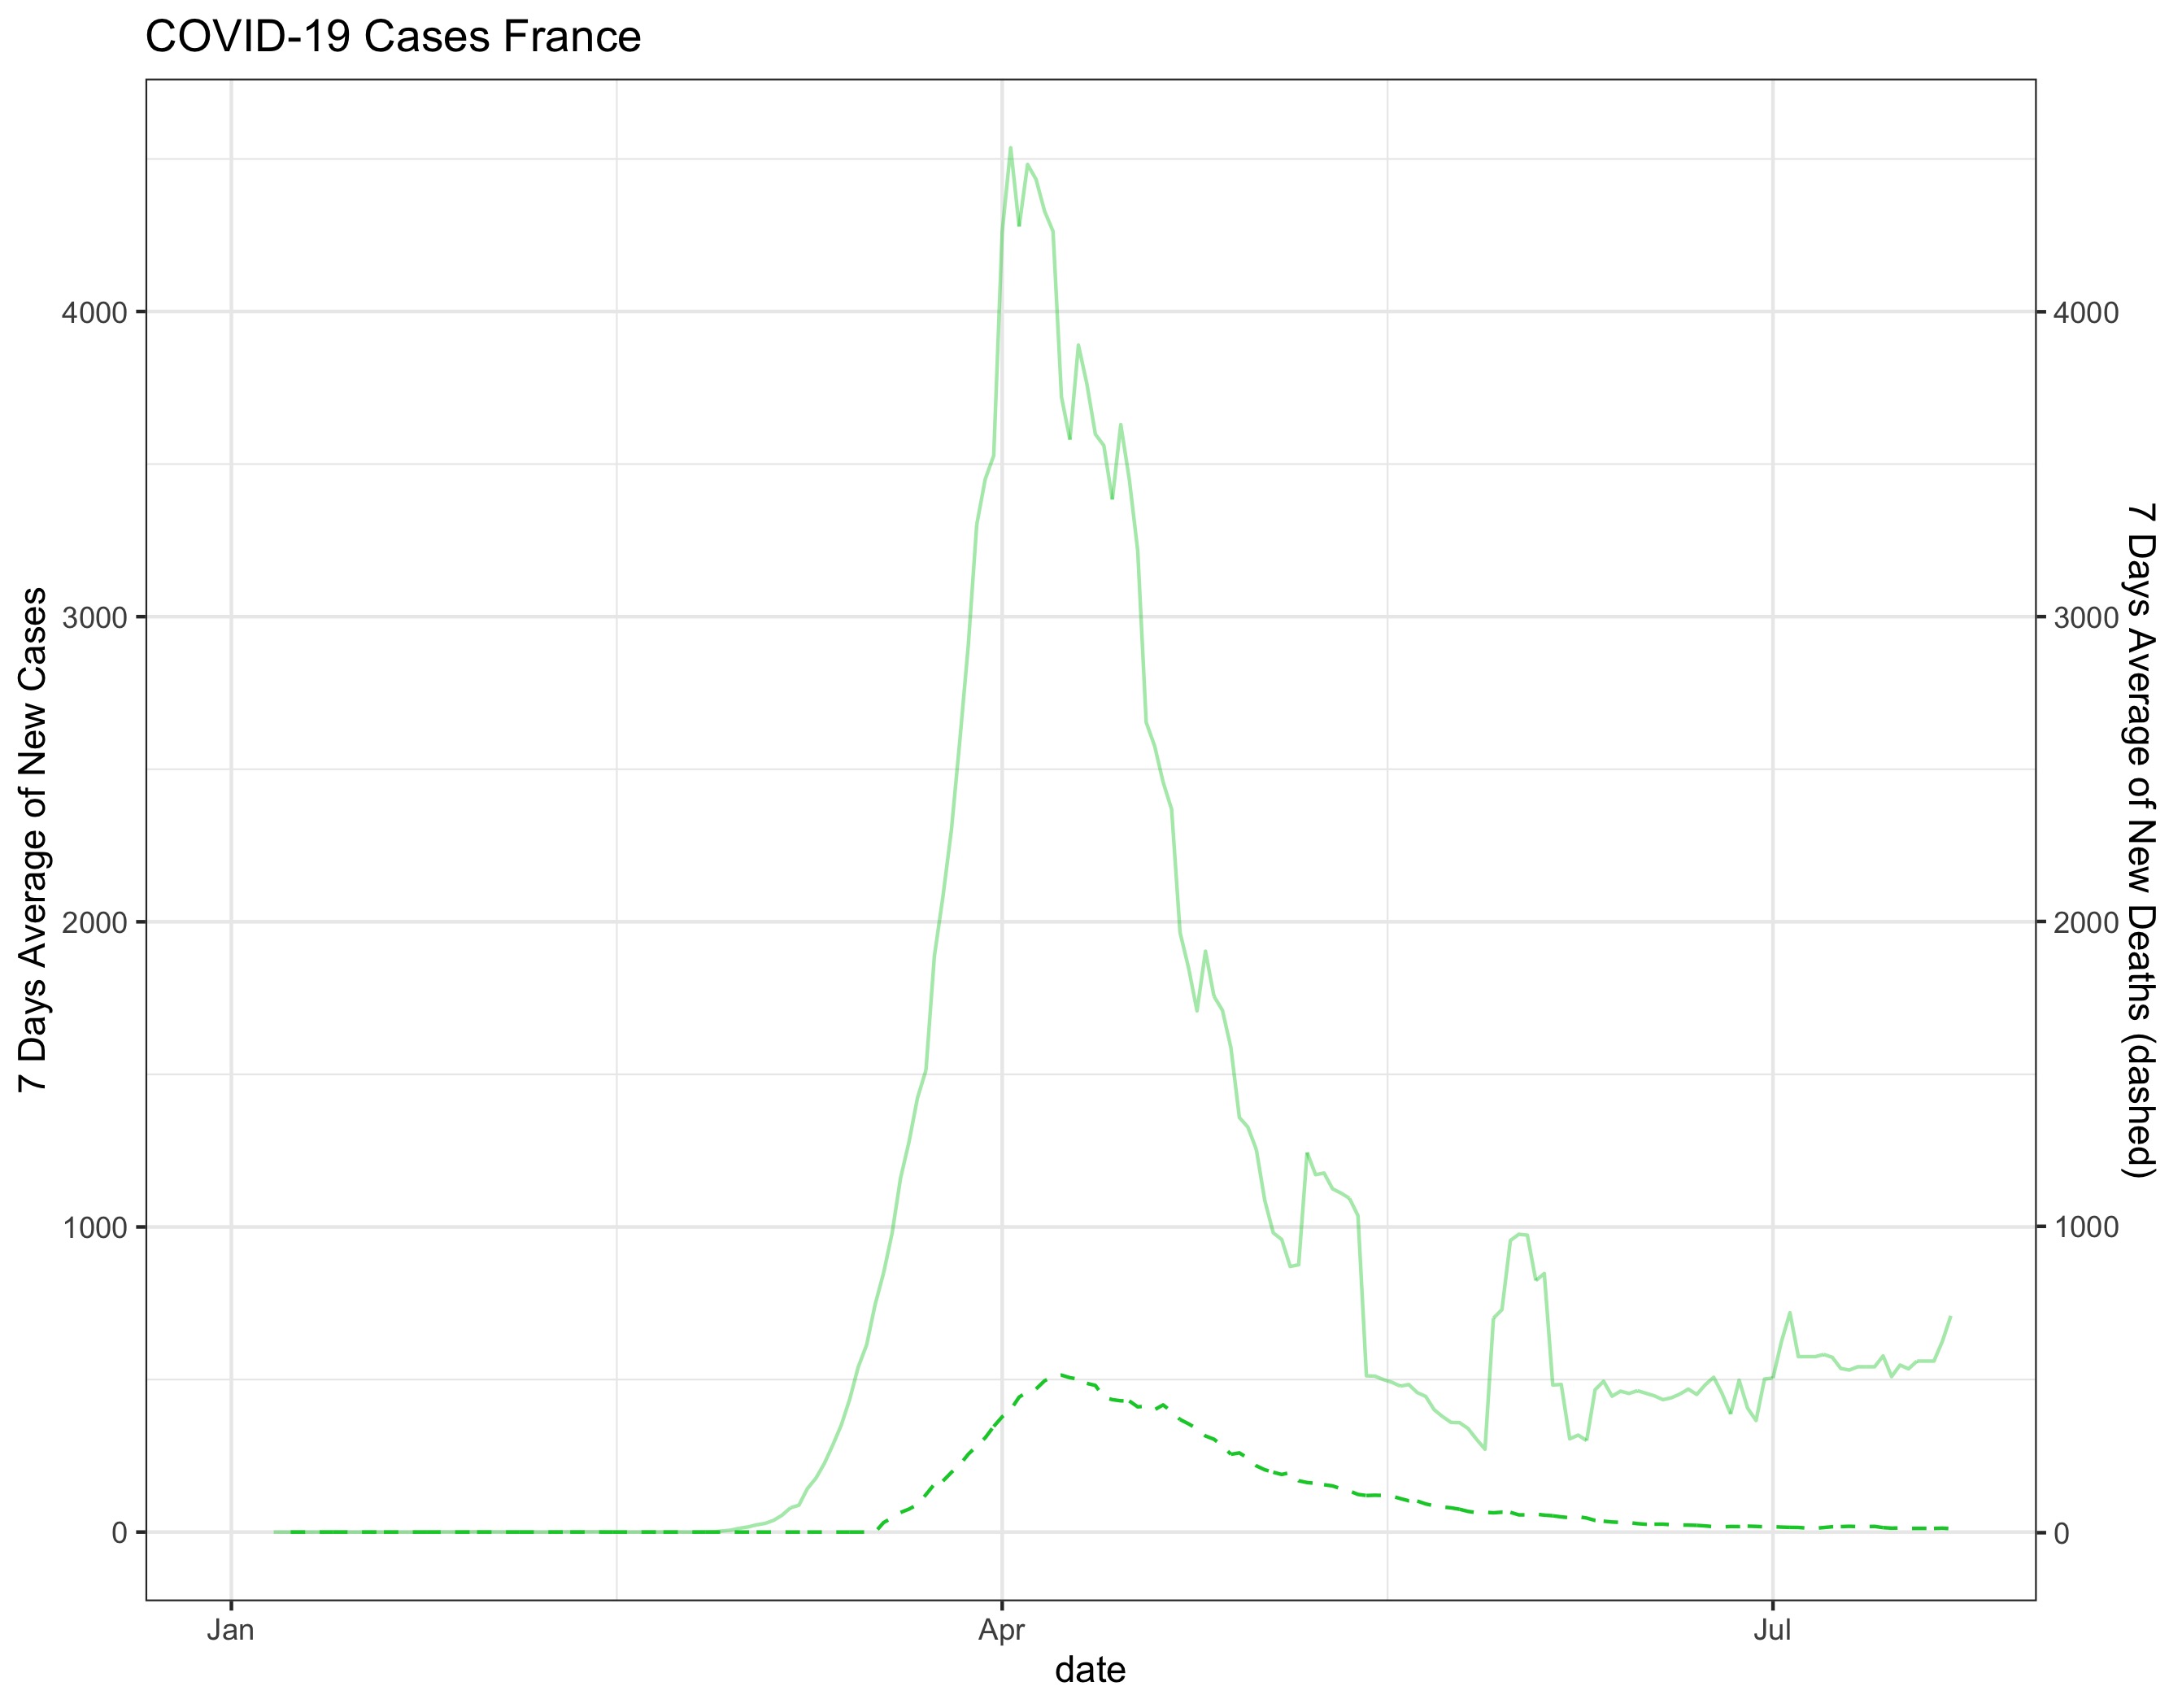 COVID-19 Cases France
7 Days Average of New Cases
4000
3000
2000
1000
0
4000
3000
2000
1000
0
7 Days Average of New Deaths (dashed)
Jan
Apr
Jul
date